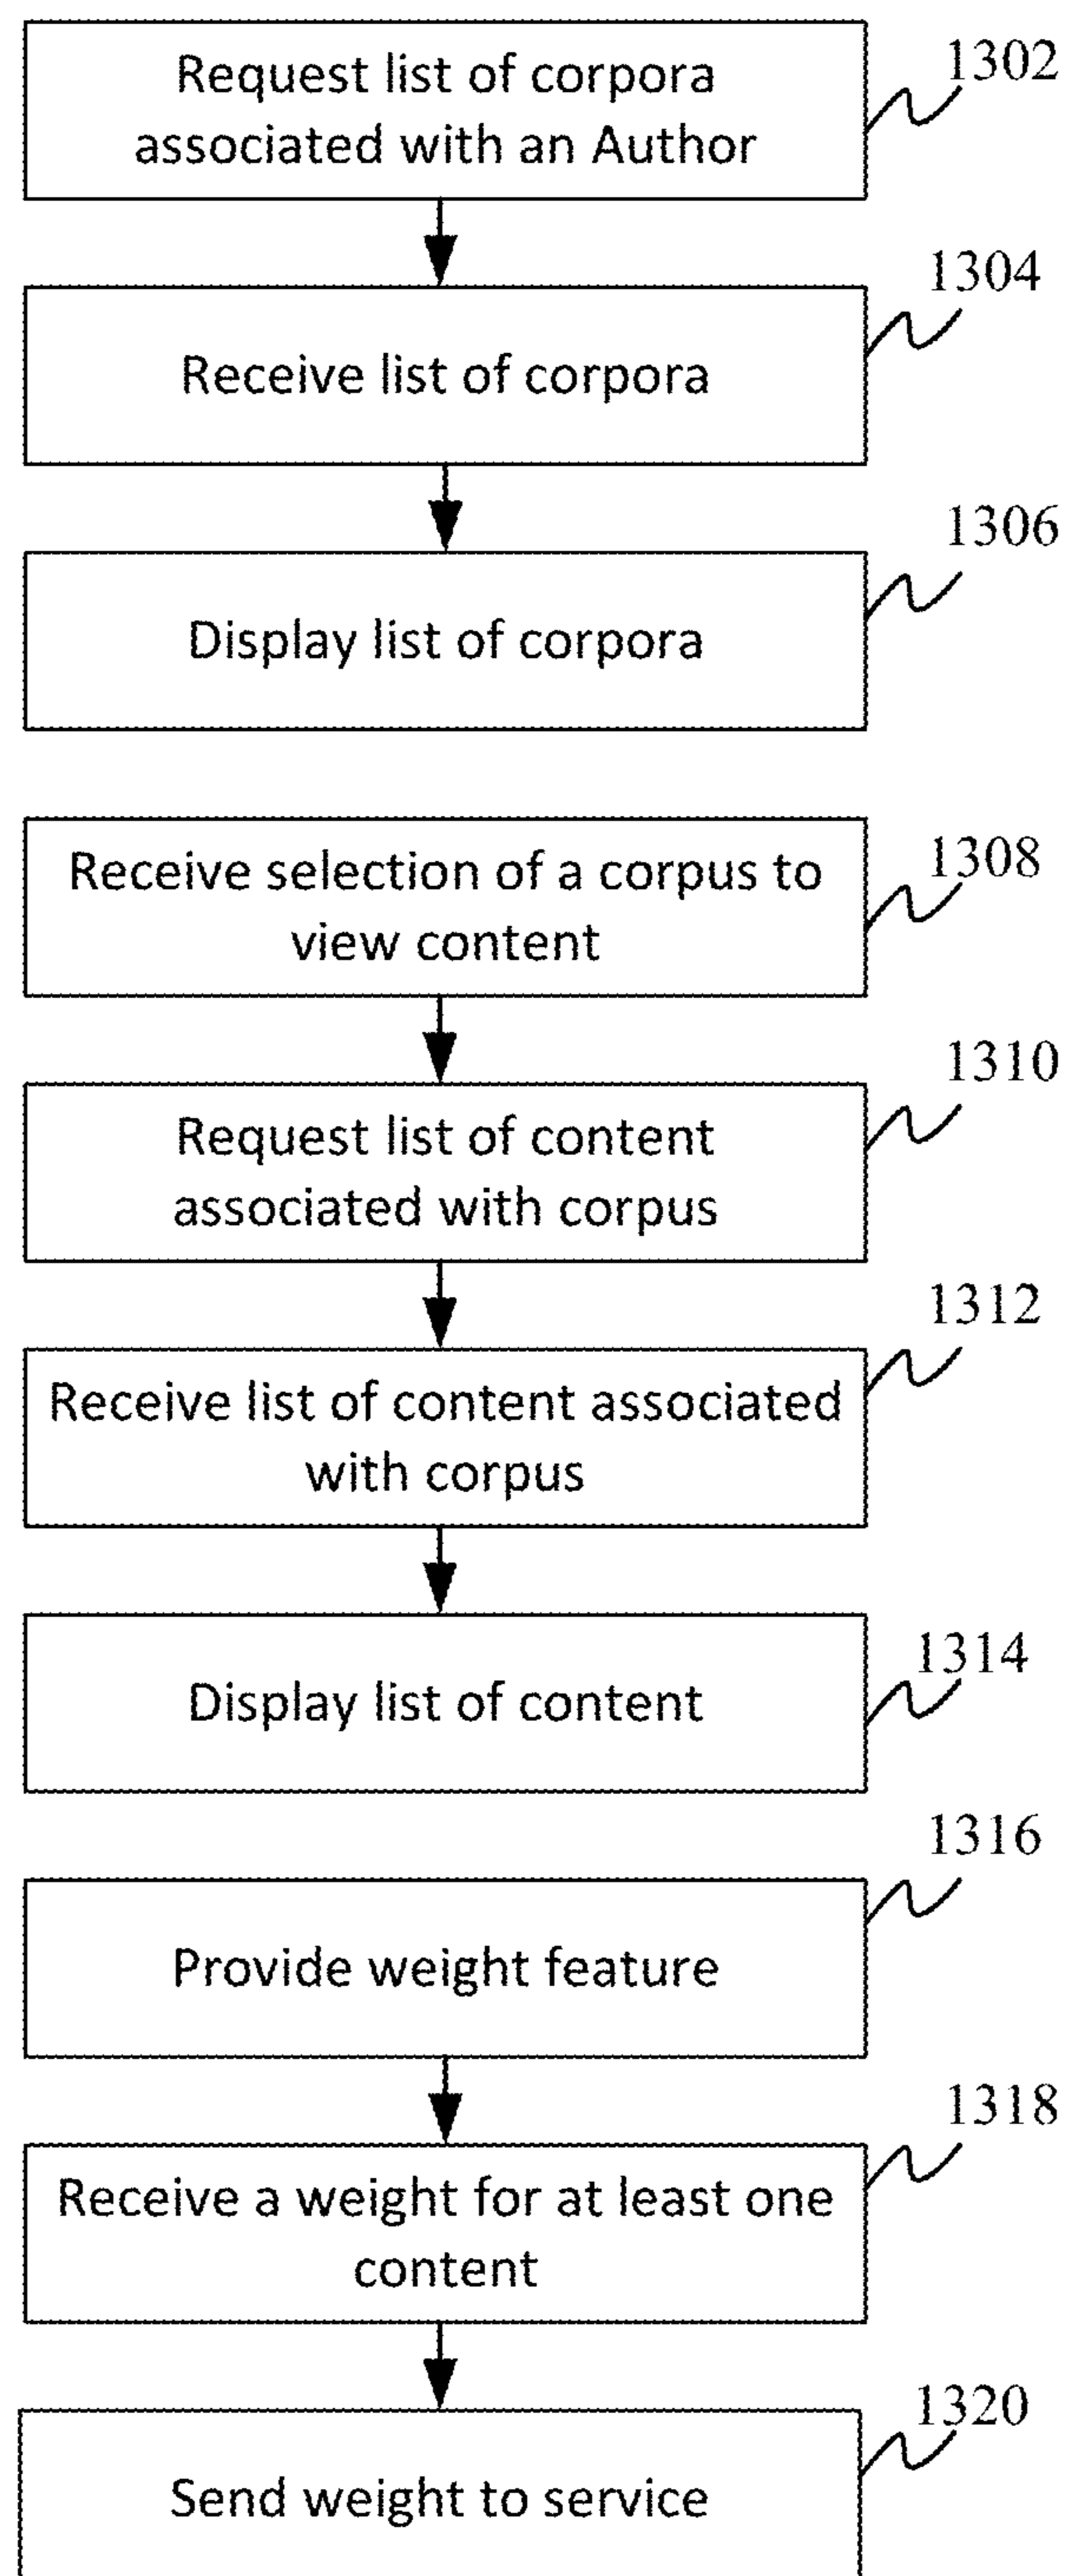 Request list of corpora
associated with an Author
1302
Receive list of corpora
1304
Display list of corpora
1306
Receive selection of a corpus to
view content
1308
Request list of content
associated with corpus
1310
Receive list of content associated
with corpus
1312
Display list of content
1314
Provide weight feature
1316
Receive a weight for at least one
content
1318
Send weight to service
1320